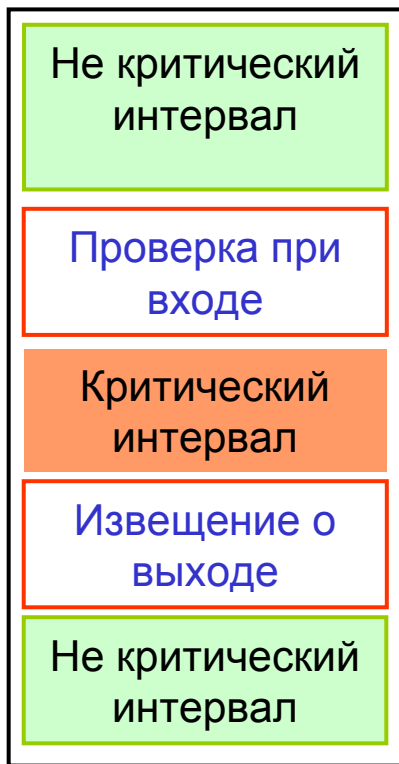 Не критический
интервал
Проверка при
входе
Критический
интервал
Извещение о
выходе
Не критический
интервал